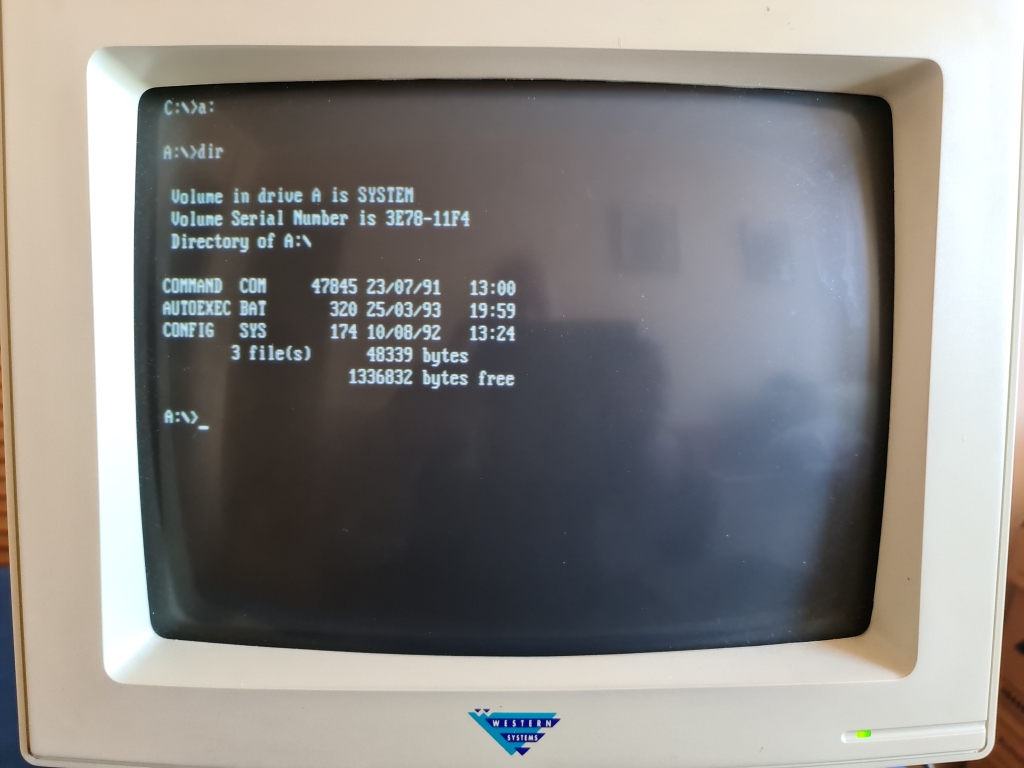 C:\>a:
A:\>dir
Volume in drive A is SYSTEM
Volume Serial Number is 3E78-11F4
Directory of A:\
COMMAND  COM     47845 23/07/91   13:00
AUTOEXEC BAT       320 25/03/93   19:59
CONFIG   SYS       174 10/08/92   13:24
3 file(s)      48339 bytes
1336832 bytes free
A:\>_
WESTERN
SYSTEMS